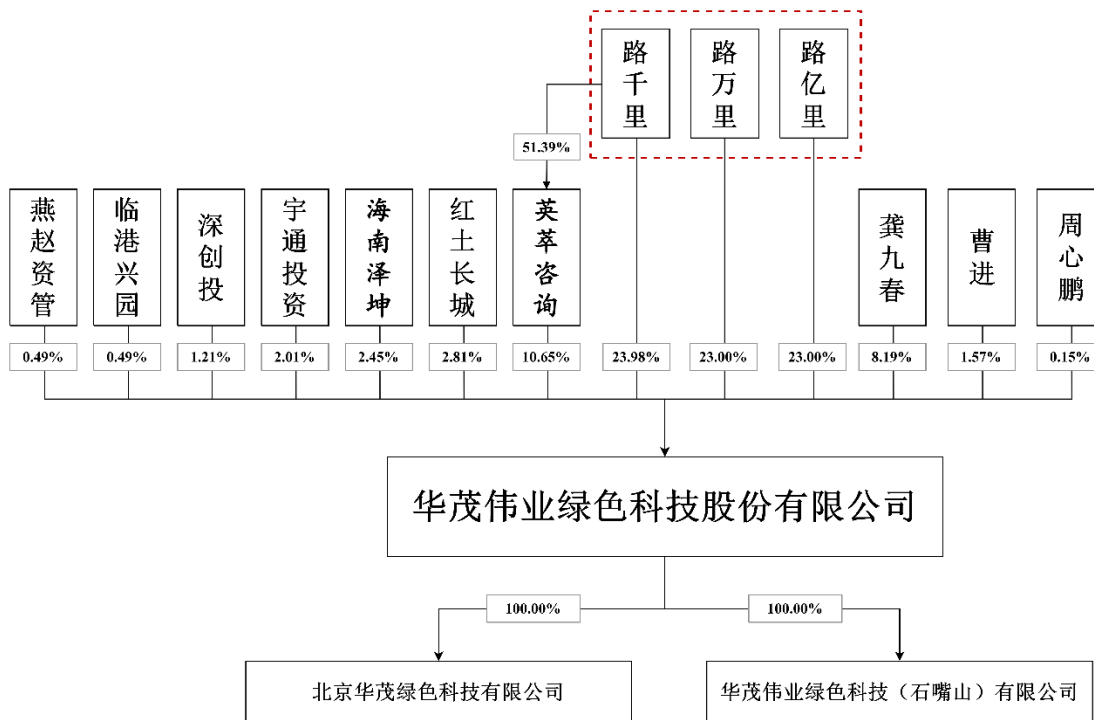 路千里
路万里
路亿里
51.39%
燕赵资管
临港兴园
深创投
宇通投资
海南泽坤
红土长城
英萃咨询
龚九春
曹进
周心鹏
0.49%
0.49%
1.21%
2.01%
2.45%
2.81%
10.65%
23.98%
23.00%
23.00%
8.19%
1.57%
0.15%
华茂伟业绿色科技股份有限公司
100.00%
100.00%
北京华茂绿色科技有限公司
华茂伟业绿色科技（石嘴山）有限公司